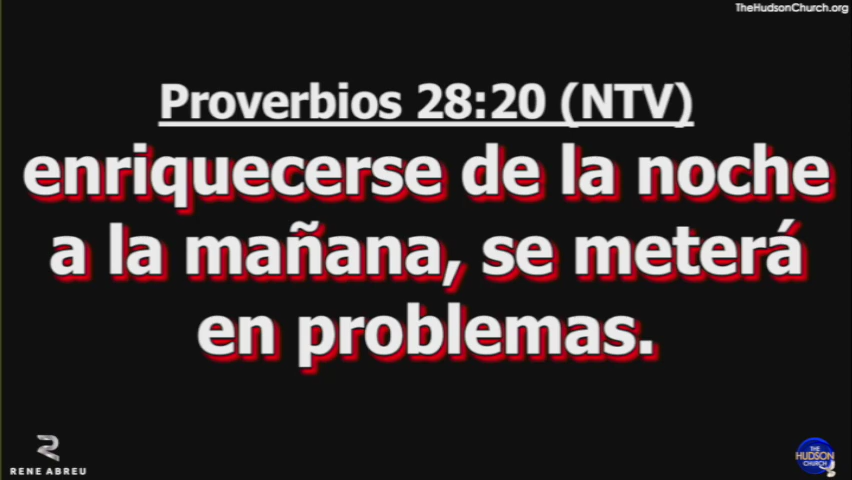 TheHudsonChurch.org
Proverbios 28:20 (NTV)
enriquecerse de la noche
a la mañana, se meterá
en problemas.
RENE ABREU
THE
HUDSON
CHURCH